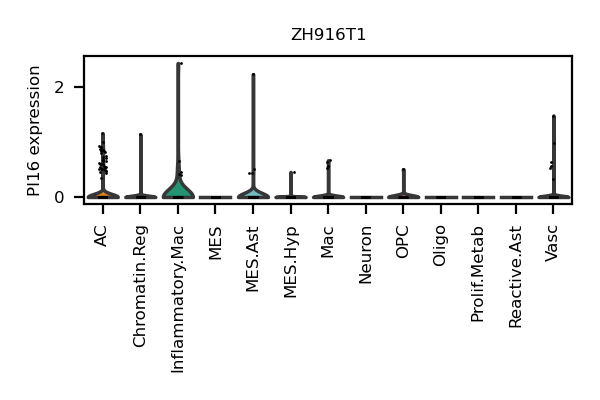 ZH916T1
PI16 expression
2
0
AC
Chromatin.Reg
Inflammatory.Mac
MES
MES.Ast
MES.Hyp
Mac
Neuron
OPC
Oligo
Prolif.Metab
Reactive.Ast
Vasc